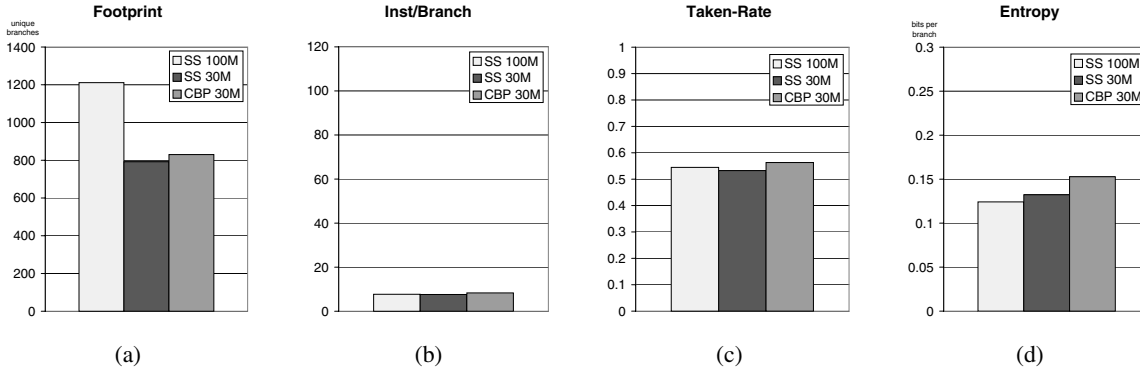 Footprint
unique
branches
1400
1200
1000
800
600
400
200
0
SS 100M
SS 30M
CBP 30M
(a)
Inst/Branch
120
100
80
60
40
20
0
SS 100M
SS 30M
CBP 30M
(b)
Taken-Rate
1
0.9
0.8
0.7
0.6
0.5
0.4
0.3
0.2
0.1
0
SS 100M
SS 30M
CBP 30M
(c)
Entropy
bits per
branch
0.3
0.25
0.2
0.15
0.1
0.05
0
SS 100M
SS 30M
CBP 30M
(d)